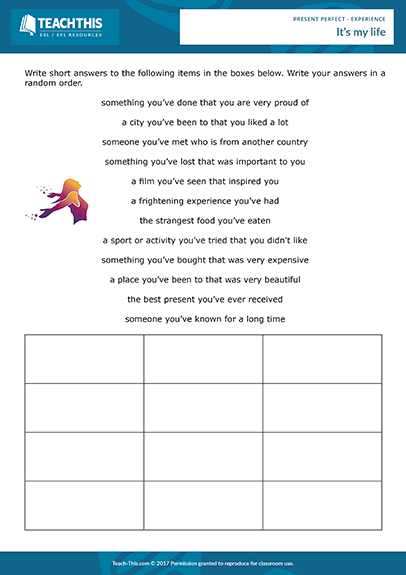 TEACHTHIS
ESL / EFL RESOURCES
PRESENT PERFECT - EXPERIENCE
It's my life
Write short answers to the following items in the boxes below. Write your answers in a
random order.
something you've done that you are very proud of
a city you've been to that you liked a lot
someone you've met who is from another country
something you've lost that was important to you
a film you've seen that inspired you
a frightening experience you've had
the strangest food you've eaten
a sport or activity you've tried that you didn't like
something you've bought that was very expensive
a place you've been to that was very beautiful
the best present you've ever received
someone you've known for a long time
Teach-This.com © 2017 Permission granted to reproduce for classroom use.